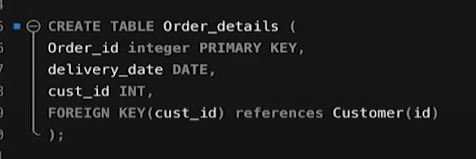 CREATE TABLE Order_details (
Order_id integer PRIMARY KEY,
delivery_date DATE,
cust_id INT,
FOREIGN KEY(cust_id) references Customer(id)
);